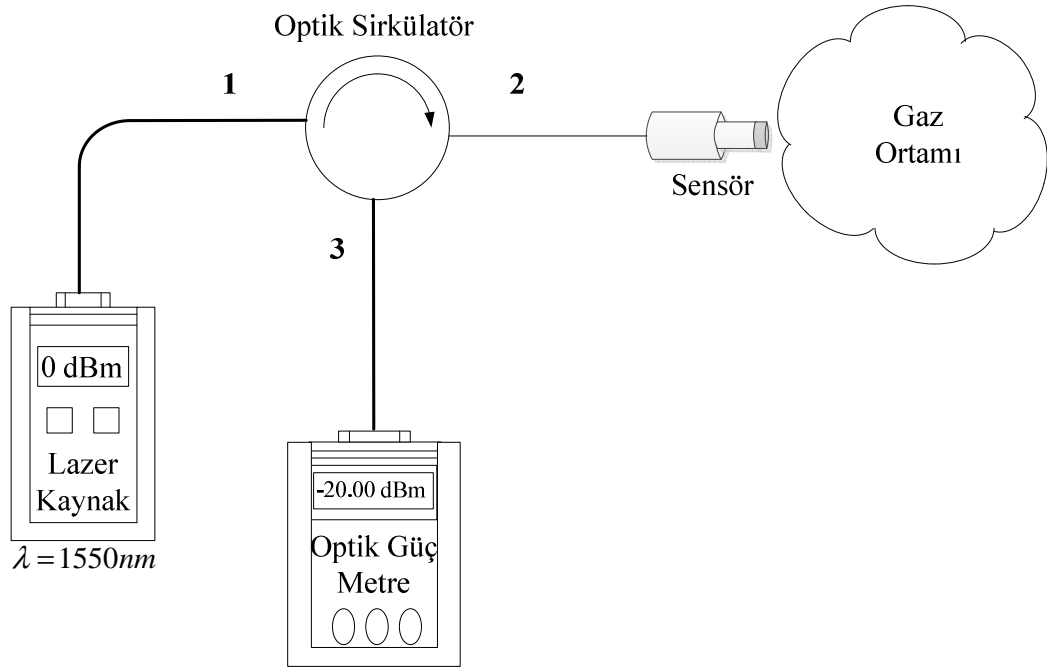 Optik Sirkülatör
1
2
Gaz
Ortamı
Sensör
3
0 dBm
Lazer
Kaynak
λ = 1550nm
-20.00 dBm
Optik Güç
Metre